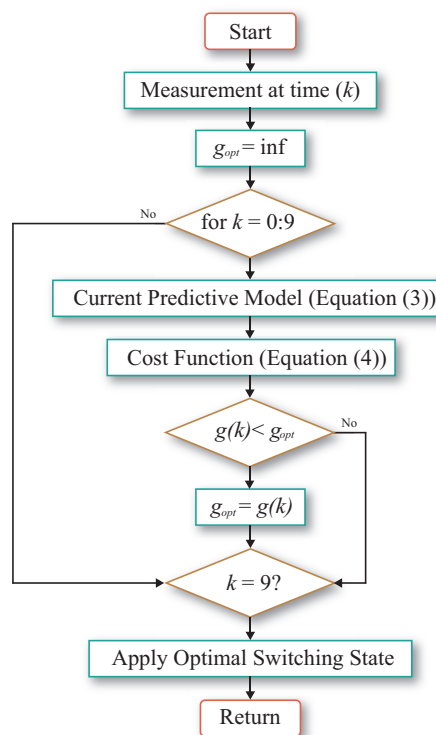 Start
Measurement at time (k)
g_opt = inf
No
for k = 0:9
Current Predictive Model (Equation (3))
Cost Function (Equation (4))
g(k)< g_opt
No
g_opt = g(k)
k = 9?
Apply Optimal Switching State
Return